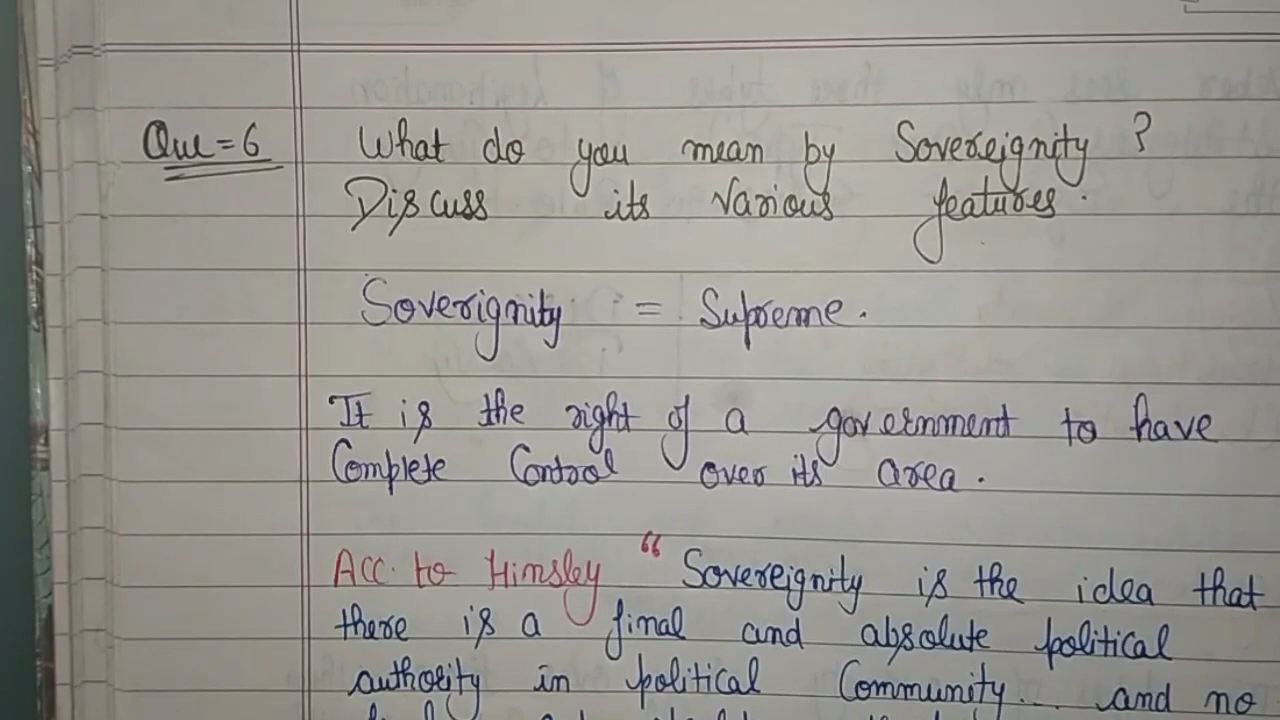 Que = 6 What do you mean by Sovereignity ?
Discuss its various features.
Soverignity = Supreme.
It is the right of a government to have
Complete Control over its area.
Acc. to Hinsley “ Sovereignity is the idea that
there is a final and absolute political
authority in political Community... and no